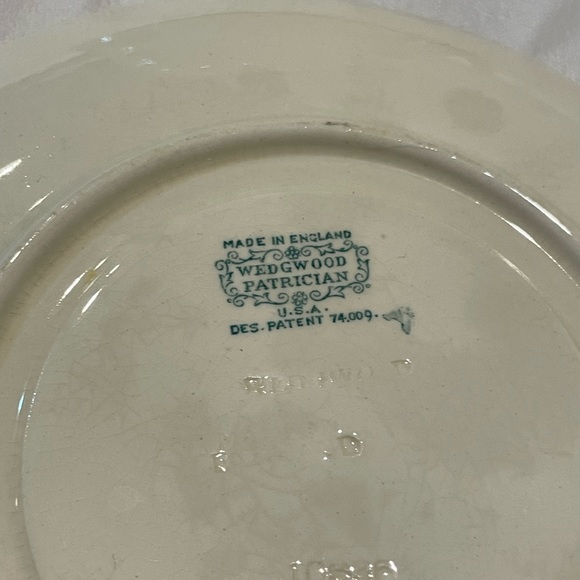 MADE IN ENGLAND
WEDGWOOD
PATRICIAN
U.S.A.
DES. PATENT 74,009.